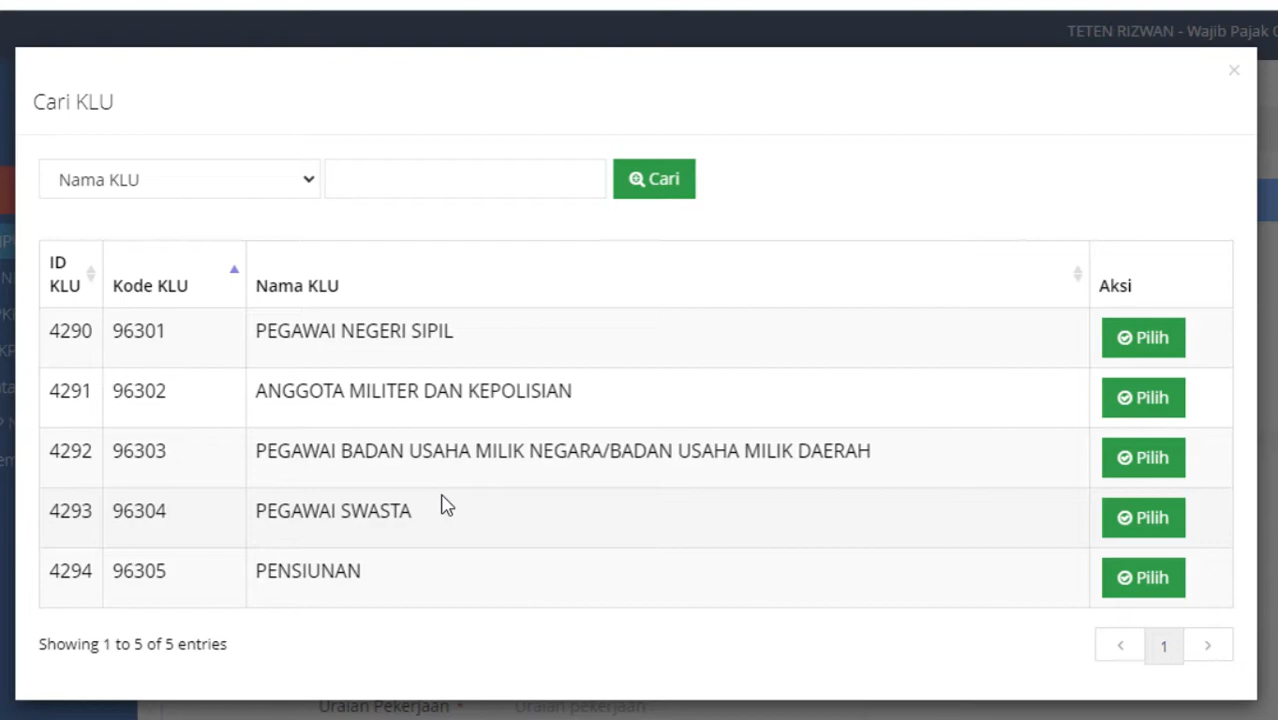 TETEN RIZWAN - Wajib Pajak
×
Cari KLU
Nama KLU
Cari
ID KLU Kode KLU Nama KLU Aksi
4290 96301 PEGAWAI NEGERI SIPIL Pilih
4291 96302 ANGGOTA MILITER DAN KEPOLISIAN Pilih
4292 96303 PEGAWAI BADAN USAHA MILIK NEGARA/BADAN USAHA MILIK DAERAH Pilih
4293 96304 PEGAWAI SWASTA Pilih
4294 96305 PENSIUNAN Pilih
Showing 1 to 5 of 5 entries
< 1 >
Uraian Pekerjaan * Uraian pekerjaan